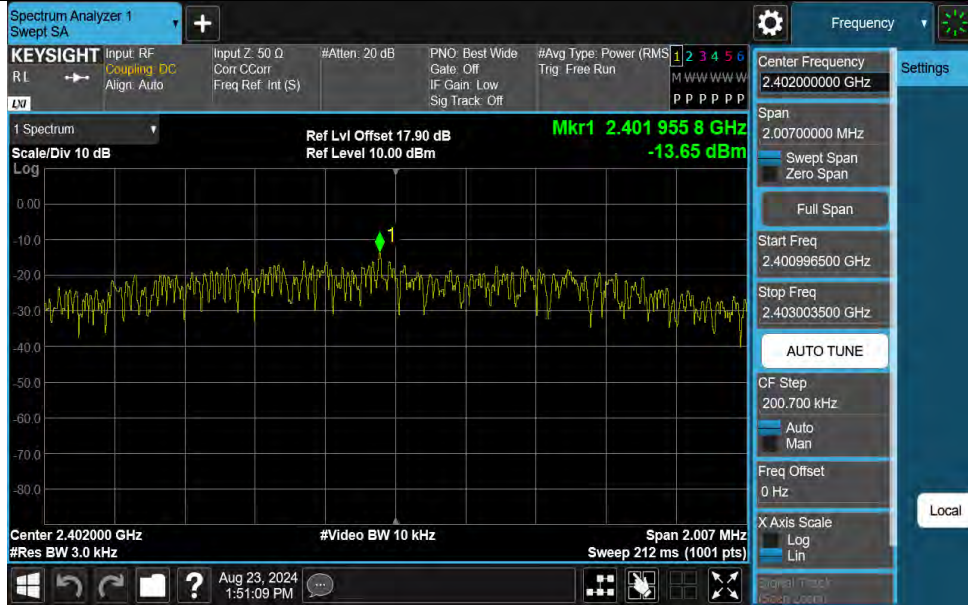 Spectrum Analyzer 1
Swept SA
Frequency
KEYSIGHT
RL
LXI
Input: RF
Coupling: DC
Align: Auto
Input Z: 50 Ω
Corr CCorr
Freq Ref: Int (S)
#Atten: 20 dB
PNO: Best Wide
Gate: Off
IF Gain: Low
Sig Track: Off
#Avg Type: Power (RMS
Trig: Free Run
1 2 3 4 5 6
M W W W W W
P P P P P P
1 Spectrum
Scale/Div 10 dB
Ref Lvl Offset 17.90 dB
Ref Level 10.00 dBm
Mkr1 2.401 955 8 GHz
-13.65 dBm
Log
0.00
-10.0
-20.0
-30.0
-40.0
-50.0
-60.0
-70.0
-80.0
1
Center 2.402000 GHz
#Res BW 3.0 kHz
#Video BW 10 kHz
Span 2.007 MHz
Sweep 212 ms (1001 pts)
Center Frequency
2.402000000 GHz
Span
2.00700000 MHz
Swept Span
Zero Span
Full Span
Start Freq
2.400996500 GHz
Stop Freq
2.403003500 GHz
AUTO TUNE
CF Step
200.700 kHz
Auto
Man
Freq Offset
0 Hz
X Axis Scale
Log
Lin
Signal Track
(Span Zoom)
Settings
Local
?
Aug 23, 2024
1:51:09 PM